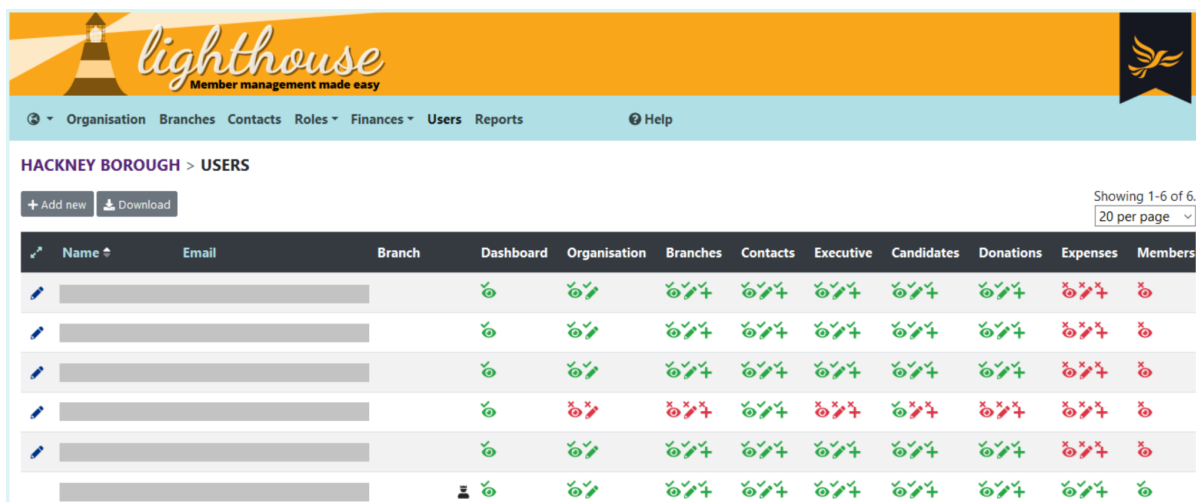 lighthouse
Member management made easy
Organisation Branches Contacts Roles Finances Users Reports Help
HACKNEY BOROUGH > USERS
Showing 1-6 of 6.
Add new Download
20 per page
Name Email Branch Dashboard Organisation Branches Contacts Executive Candidates Donations Expenses Members